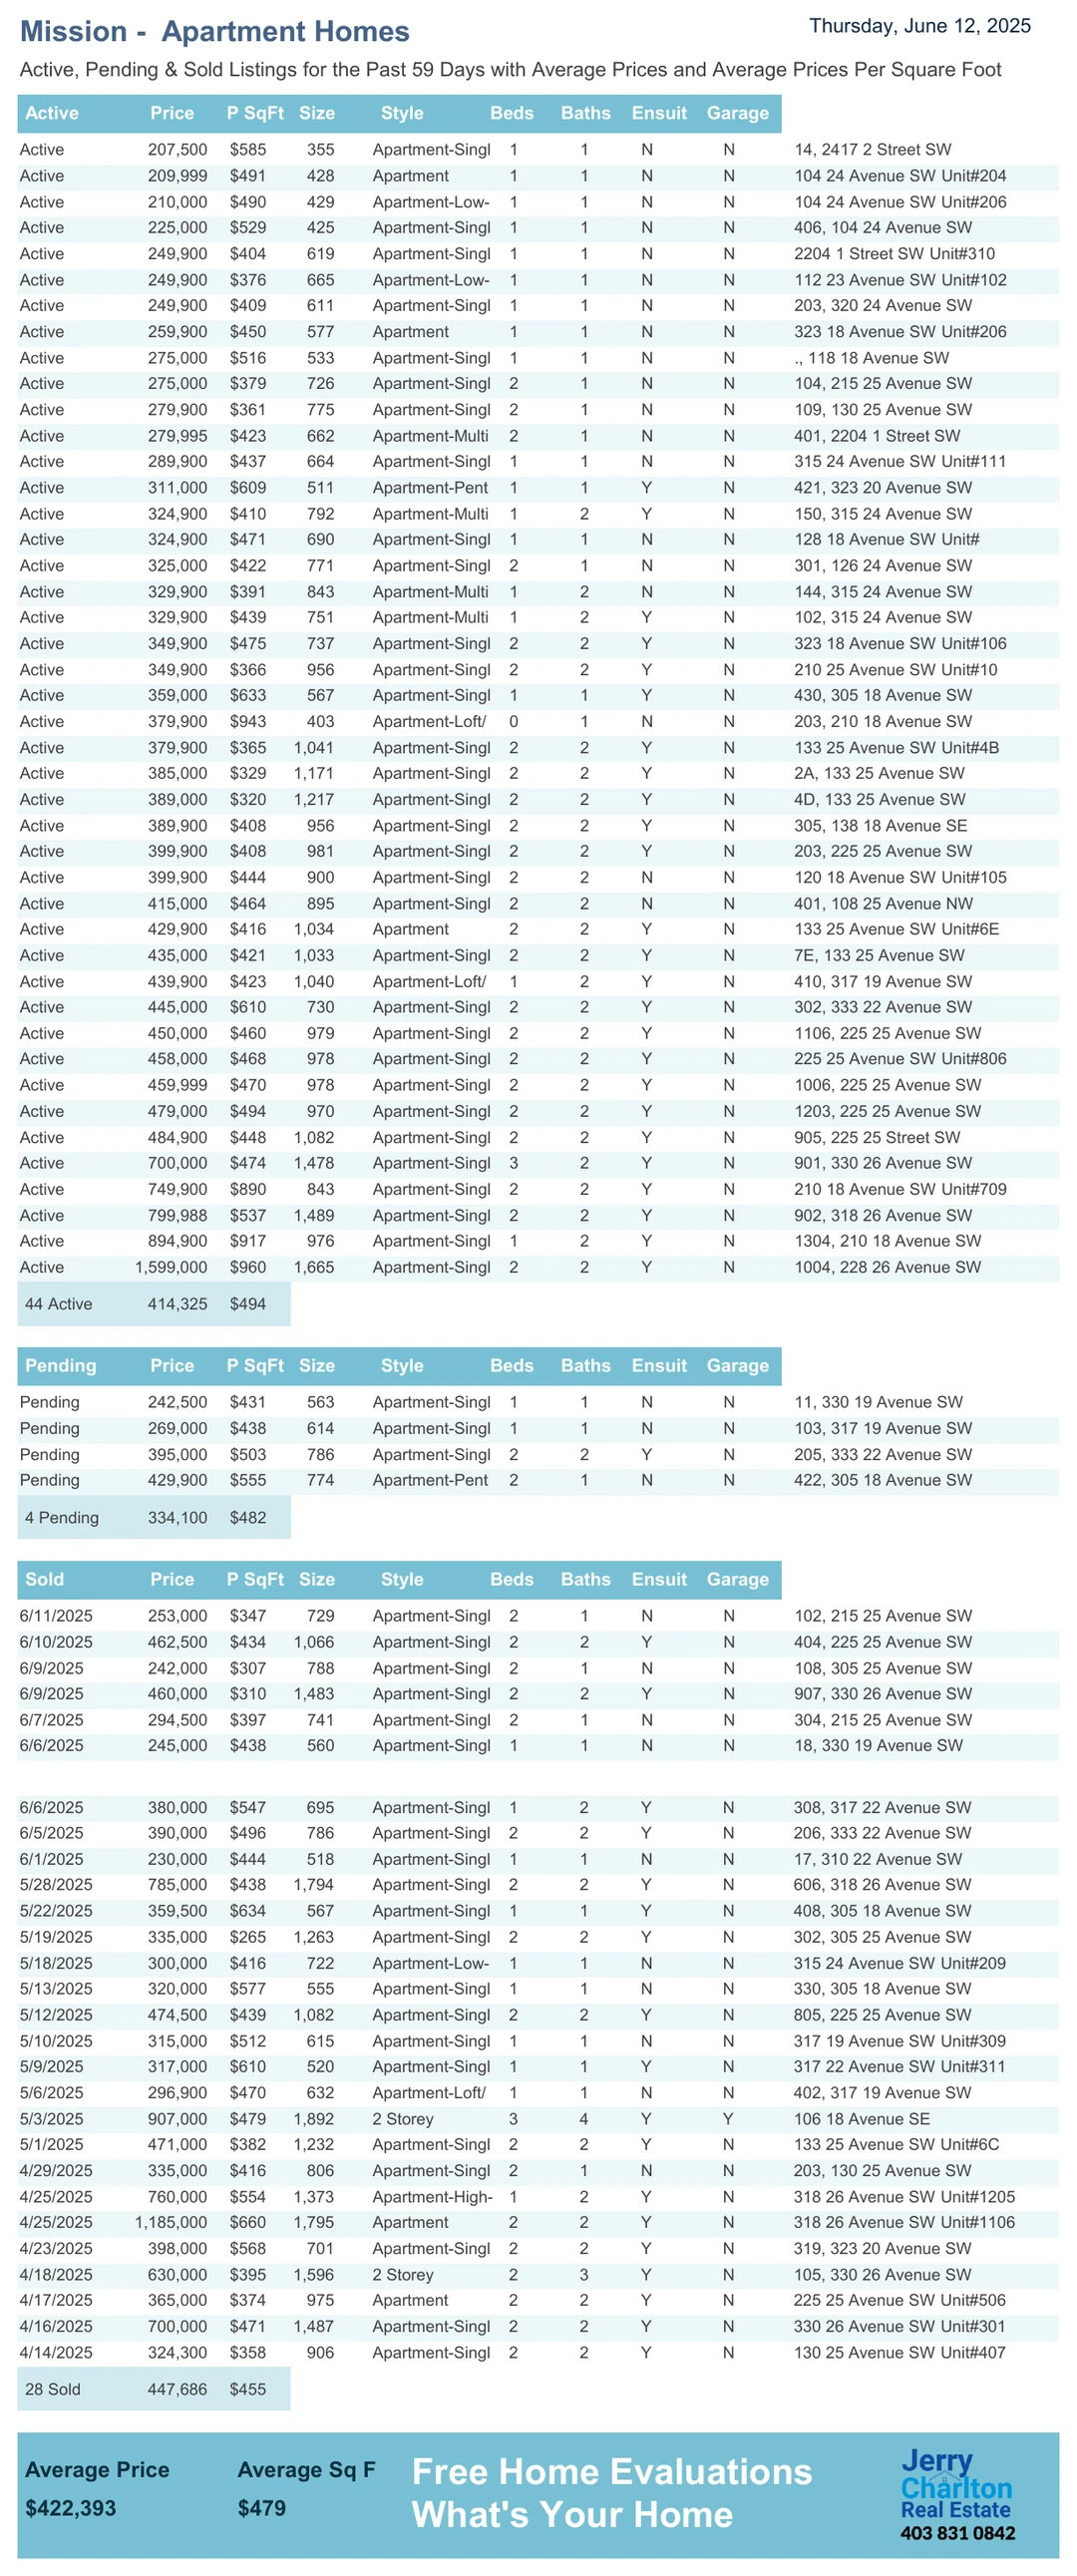 Mission -  Apartment Homes
Thursday, June 12, 2025
Active, Pending & Sold Listings for the Past 59 Days with Average Prices and Average Prices Per Square Foot
Active Price P SqFt Size Style Beds Baths Ensuit Garage
Active 207,500 $585 355 Apartment-Singl 1 1 N N 14, 2417 2 Street SW
Active 209,999 $491 428 Apartment 1 1 N N 104 24 Avenue SW Unit#204
Active 210,000 $490 429 Apartment-Low- 1 1 N N 104 24 Avenue SW Unit#206
Active 225,000 $529 425 Apartment-Singl 1 1 N N 406, 104 24 Avenue SW
Active 249,900 $404 619 Apartment-Singl 1 1 N N 2204 1 Street SW Unit#310
Active 249,900 $376 665 Apartment-Low- 1 1 N N 112 23 Avenue SW Unit#102
Active 249,900 $409 611 Apartment-Singl 1 1 N N 203, 320 24 Avenue SW
Active 259,900 $450 577 Apartment 1 1 N N 323 18 Avenue SW Unit#206
Active 275,000 $516 533 Apartment-Singl 1 1 N N ., 118 18 Avenue SW
Active 275,000 $379 726 Apartment-Singl 2 1 N N 104, 215 25 Avenue SW
Active 279,900 $361 775 Apartment-Singl 2 1 N N 109, 130 25 Avenue SW
Active 279,995 $423 662 Apartment-Multi 2 1 N N 401, 2204 1 Street SW
Active 289,900 $437 664 Apartment-Singl 1 1 N N 315 24 Avenue SW Unit#111
Active 311,000 $609 511 Apartment-Pent 1 1 Y N 421, 323 20 Avenue SW
Active 324,900 $410 792 Apartment-Multi 1 2 Y N 150, 315 24 Avenue SW
Active 324,900 $471 690 Apartment-Singl 1 1 N N 128 18 Avenue SW Unit#
Active 325,000 $422 771 Apartment-Singl 2 1 N N 301, 126 24 Avenue SW
Active 329,900 $391 843 Apartment-Multi 1 2 N N 144, 315 24 Avenue SW
Active 329,900 $439 751 Apartment-Multi 1 2 Y N 102, 315 24 Avenue SW
Active 349,900 $475 737 Apartment-Singl 2 2 Y N 323 18 Avenue SW Unit#106
Active 349,900 $366 956 Apartment-Singl 2 2 Y N 210 25 Avenue SW Unit#10
Active 359,000 $633 567 Apartment-Singl 1 1 Y N 430, 305 18 Avenue SW
Active 379,900 $943 403 Apartment-Loft/ 0 1 N N 203, 210 18 Avenue SW
Active 379,900 $365 1,041 Apartment-Singl 2 2 Y N 133 25 Avenue SW Unit#4B
Active 385,000 $329 1,171 Apartment-Singl 2 2 Y N 2A, 133 25 Avenue SW
Active 389,000 $320 1,217 Apartment-Singl 2 2 Y N 4D, 133 25 Avenue SW
Active 389,900 $408 956 Apartment-Singl 2 2 Y N 305, 138 18 Avenue SE
Active 399,900 $408 981 Apartment-Singl 2 2 Y N 203, 225 25 Avenue SW
Active 399,900 $444 900 Apartment-Singl 2 2 N N 120 18 Avenue SW Unit#105
Active 415,000 $464 895 Apartment-Singl 2 2 N N 401, 108 25 Avenue NW
Active 429,900 $416 1,034 Apartment 2 2 Y N 133 25 Avenue SW Unit#6E
Active 435,000 $421 1,033 Apartment-Singl 2 2 Y N 7E, 133 25 Avenue SW
Active 439,900 $423 1,040 Apartment-Loft/ 1 2 Y N 410, 317 19 Avenue SW
Active 445,000 $610 730 Apartment-Singl 2 2 Y N 302, 333 22 Avenue SW
Active 450,000 $460 979 Apartment-Singl 2 2 Y N 1106, 225 25 Avenue SW
Active 458,000 $468 978 Apartment-Singl 2 2 Y N 225 25 Avenue SW Unit#806
Active 459,999 $470 978 Apartment-Singl 2 2 Y N 1006, 225 25 Avenue SW
Active 479,000 $494 970 Apartment-Singl 2 2 Y N 1203, 225 25 Avenue SW
Active 484,900 $448 1,082 Apartment-Singl 2 2 Y N 905, 225 25 Street SW
Active 700,000 $474 1,478 Apartment-Singl 3 2 Y N 901, 330 26 Avenue SW
Active 749,900 $890 843 Apartment-Singl 2 2 Y N 210 18 Avenue SW Unit#709
Active 799,988 $537 1,489 Apartment-Singl 2 2 Y N 902, 318 26 Avenue SW
Active 894,900 $917 976 Apartment-Singl 1 2 Y N 1304, 210 18 Avenue SW
Active 1,599,000 $960 1,665 Apartment-Singl 2 2 Y N 1004, 228 26 Avenue SW
44 Active 414,325 $494
Pending Price P SqFt Size Style Beds Baths Ensuit Garage
Pending 242,500 $431 563 Apartment-Singl 1 1 N N 11, 330 19 Avenue SW
Pending 269,000 $438 614 Apartment-Singl 1 1 N N 103, 317 19 Avenue SW
Pending 395,000 $503 786 Apartment-Singl 2 2 Y N 205, 333 22 Avenue SW
Pending 429,900 $555 774 Apartment-Pent 2 1 N N 422, 305 18 Avenue SW
4 Pending 334,100 $482
Sold Price P SqFt Size Style Beds Baths Ensuit Garage
6/11/2025 253,000 $347 729 Apartment-Singl 2 1 N N 102, 215 25 Avenue SW
6/10/2025 462,500 $434 1,066 Apartment-Singl 2 2 Y N 404, 225 25 Avenue SW
6/9/2025 242,000 $307 788 Apartment-Singl 2 1 N N 108, 305 25 Avenue SW
6/9/2025 460,000 $310 1,483 Apartment-Singl 2 2 Y N 907, 330 26 Avenue SW
6/7/2025 294,500 $397 741 Apartment-Singl 2 1 N N 304, 215 25 Avenue SW
6/6/2025 245,000 $438 560 Apartment-Singl 1 1 N N 18, 330 19 Avenue SW
6/6/2025 380,000 $547 695 Apartment-Singl 1 2 Y N 308, 317 22 Avenue SW
6/5/2025 390,000 $496 786 Apartment-Singl 2 2 Y N 206, 333 22 Avenue SW
6/1/2025 230,000 $444 518 Apartment-Singl 1 1 N N 17, 310 22 Avenue SW
5/28/2025 785,000 $438 1,794 Apartment-Singl 2 2 Y N 606, 318 26 Avenue SW
5/22/2025 359,500 $634 567 Apartment-Singl 1 1 Y N 408, 305 18 Avenue SW
5/19/2025 335,000 $265 1,263 Apartment-Singl 2 2 Y N 302, 305 25 Avenue SW
5/18/2025 300,000 $416 722 Apartment-Low- 1 1 N N 315 24 Avenue SW Unit#209
5/13/2025 320,000 $577 555 Apartment-Singl 1 1 N N 330, 305 18 Avenue SW
5/12/2025 474,500 $439 1,082 Apartment-Singl 2 2 Y N 805, 225 25 Avenue SW
5/10/2025 315,000 $512 615 Apartment-Singl 1 1 N N 317 19 Avenue SW Unit#309
5/9/2025 317,000 $610 520 Apartment-Singl 1 1 Y N 317 22 Avenue SW Unit#311
5/6/2025 296,900 $470 632 Apartment-Loft/ 1 1 N N 402, 317 19 Avenue SW
5/3/2025 907,000 $479 1,892 2 Storey 3 4 Y Y 106 18 Avenue SE
5/1/2025 471,000 $382 1,232 Apartment-Singl 2 2 Y N 133 25 Avenue SW Unit#6C
4/29/2025 335,000 $416 806 Apartment-Singl 2 1 N N 203, 130 25 Avenue SW
4/25/2025 760,000 $554 1,373 Apartment-High- 1 2 Y N 318 26 Avenue SW Unit#1205
4/25/2025 1,185,000 $660 1,795 Apartment 2 2 Y N 318 26 Avenue SW Unit#1106
4/23/2025 398,000 $568 701 Apartment-Singl 2 2 Y N 319, 323 20 Avenue SW
4/18/2025 630,000 $395 1,596 2 Storey 2 3 Y N 105, 330 26 Avenue SW
4/17/2025 365,000 $374 975 Apartment 2 2 Y N 225 25 Avenue SW Unit#506
4/16/2025 700,000 $471 1,487 Apartment-Singl 2 2 Y N 330 26 Avenue SW Unit#301
4/14/2025 324,300 $358 906 Apartment-Singl 2 2 Y N 130 25 Avenue SW Unit#407
28 Sold 447,686 $455
Average Price Average Sq F
$422,393 $479
Free Home Evaluations
What's Your Home
Jerry
Charlton
Real Estate
403 831 0842